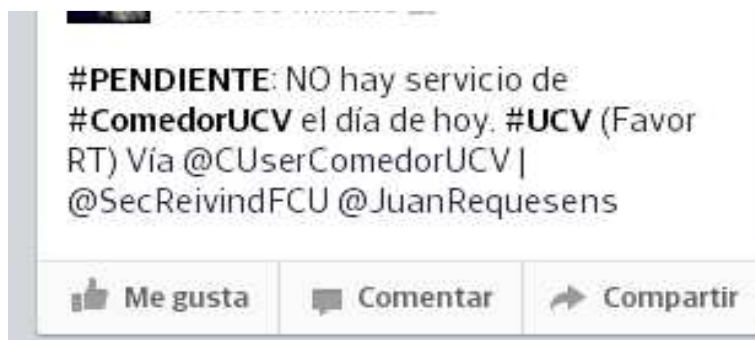 #PENDIENTE: NO hay servicio de
#ComedorUCV el día de hoy. #UCV (Favor
RT) Vía @CUserComedorUCV |
@SecReivindFCU @JuanRequesens
Me gusta Comentar Compartir